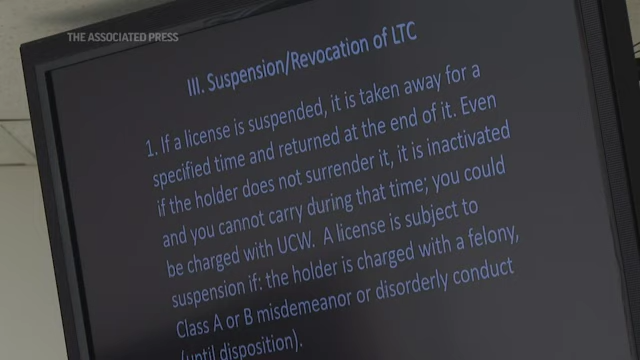 THE ASSOCIATED PRESS
III. Suspension/Revocation of LTC
1. If a license is suspended, it is taken away for a
specified time and returned at the end of it. Even
if the holder does not surrender it, it is inactivated
and you cannot carry during that time; you could
be charged with UCW. A license is subject to
suspension if: the holder is charged with a felony,
Class A or B misdemeanor or disorderly conduct
(until disposition).